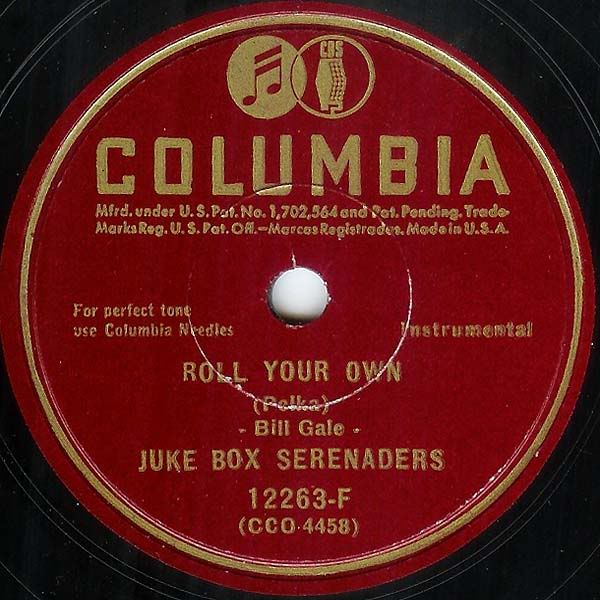 CBS
COLUMBIA
Mfrd. under U.S. Pat. No. 1,702,564 and Pat. Pending. Trade-
Marks Reg. U.S. Pat. Off.—Marcas Registradas. Made in U.S.A.
For perfect tone
use Columbia Needles
Instrumental
ROLL YOUR OWN
(Polka)
- Bill Gale -
JUKE BOX SERENADERS
12263-F
(CCO 4458)